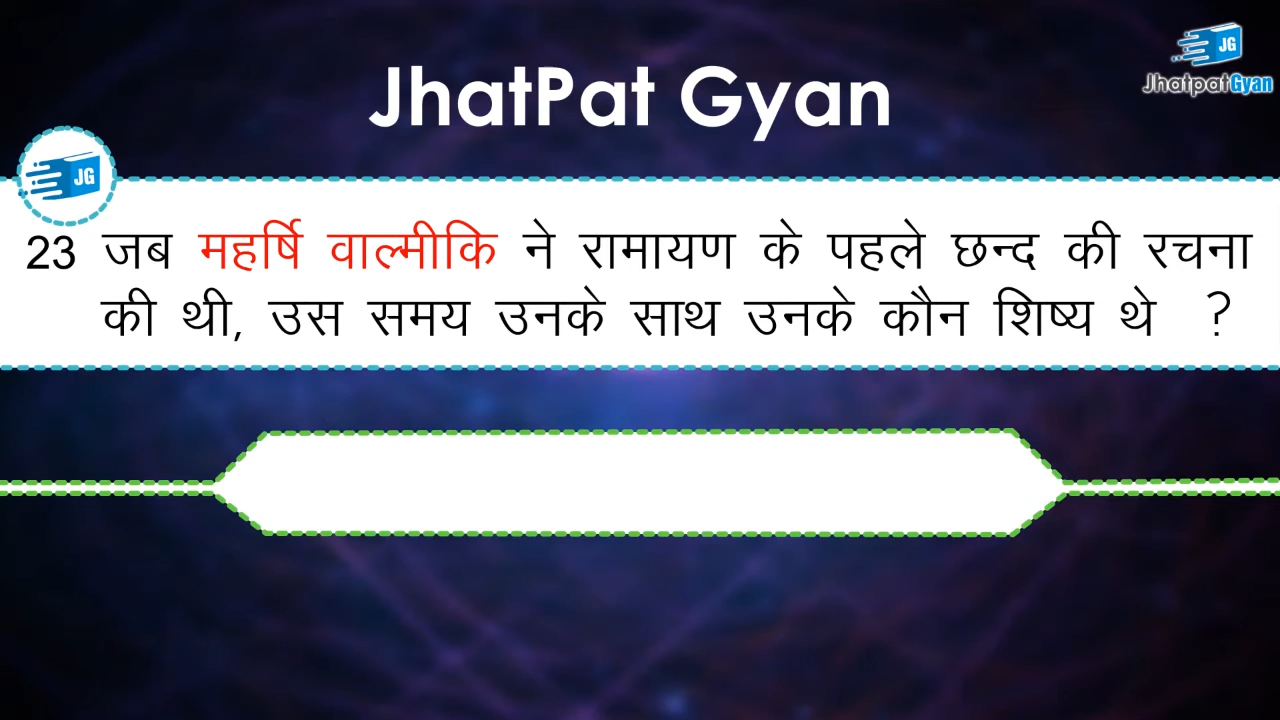 JhatPat Gyan
JG
JhatpatGyan
JG
23 जब महर्षि वाल्मीकि ने रामायण के पहले छन्द की रचना
की थी, उस समय उनके साथ उनके कौन शिष्य थे ?